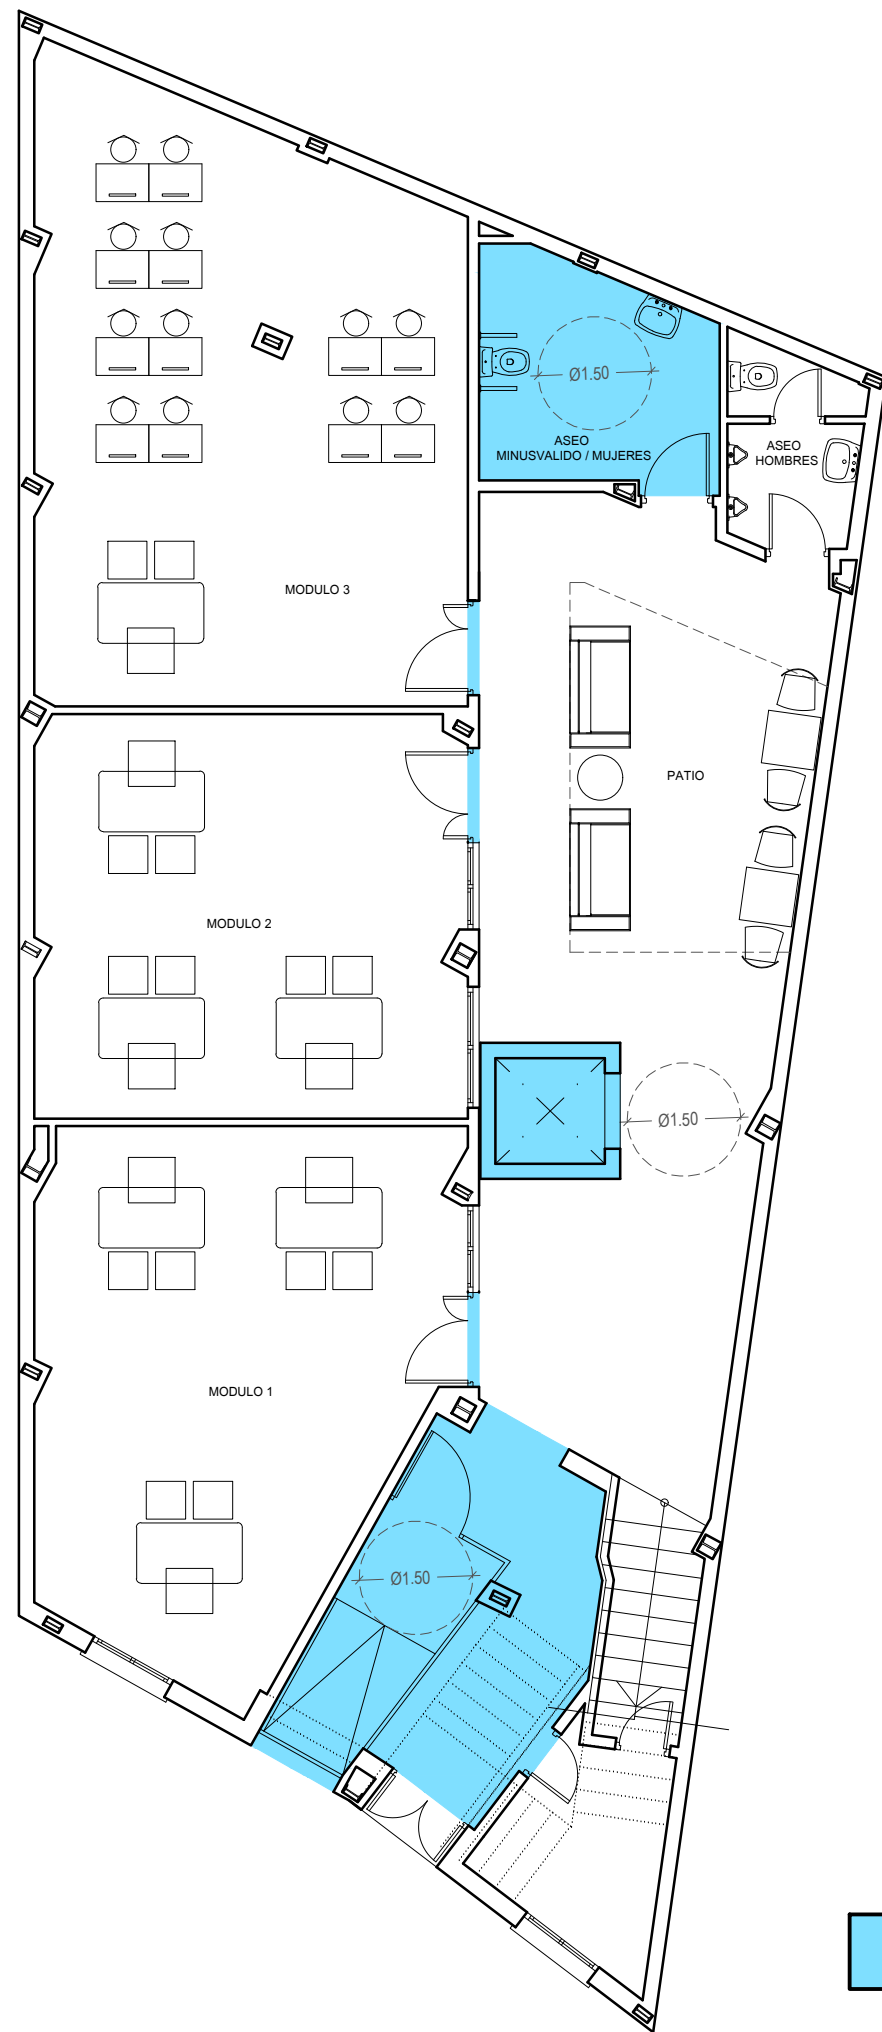 Ø1.50
ASEO
MINUSVALIDO / MUJERES
ASEO
HOMBRES
MODULO 3
PATIO
MODULO 2
Ø1.50
MODULO 1
Ø1.50